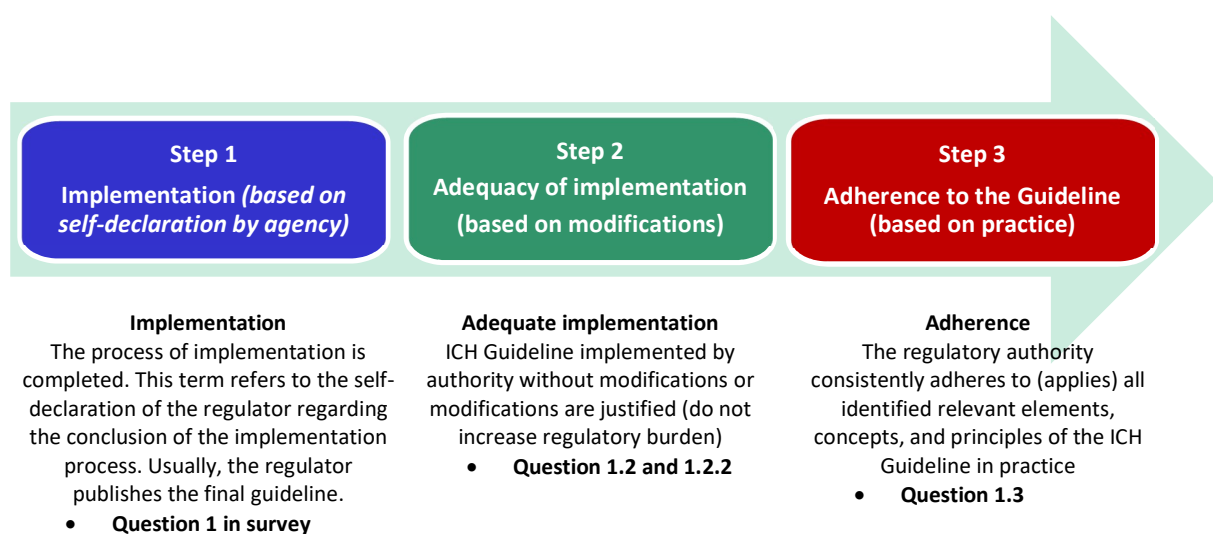 Step 1
Implementation (based on
self-declaration by agency)
Step 2
Adequacy of implementation
(based on modifications)
Step 3
Adherence to the Guideline
(based on practice)
Implementation
The process of implementation is
completed. This term refers to the self-
declaration of the regulator regarding
the conclusion of the implementation
process. Usually, the regulator
publishes the final guideline.
• Question 1 in survey
Adequate implementation
ICH Guideline implemented by
authority without modifications or
modifications are justified (do not
increase regulatory burden)
• Question 1.2 and 1.2.2
Adherence
The regulatory authority
consistently adheres to (applies) all
identified relevant elements,
concepts, and principles of the ICH
Guideline in practice
• Question 1.3